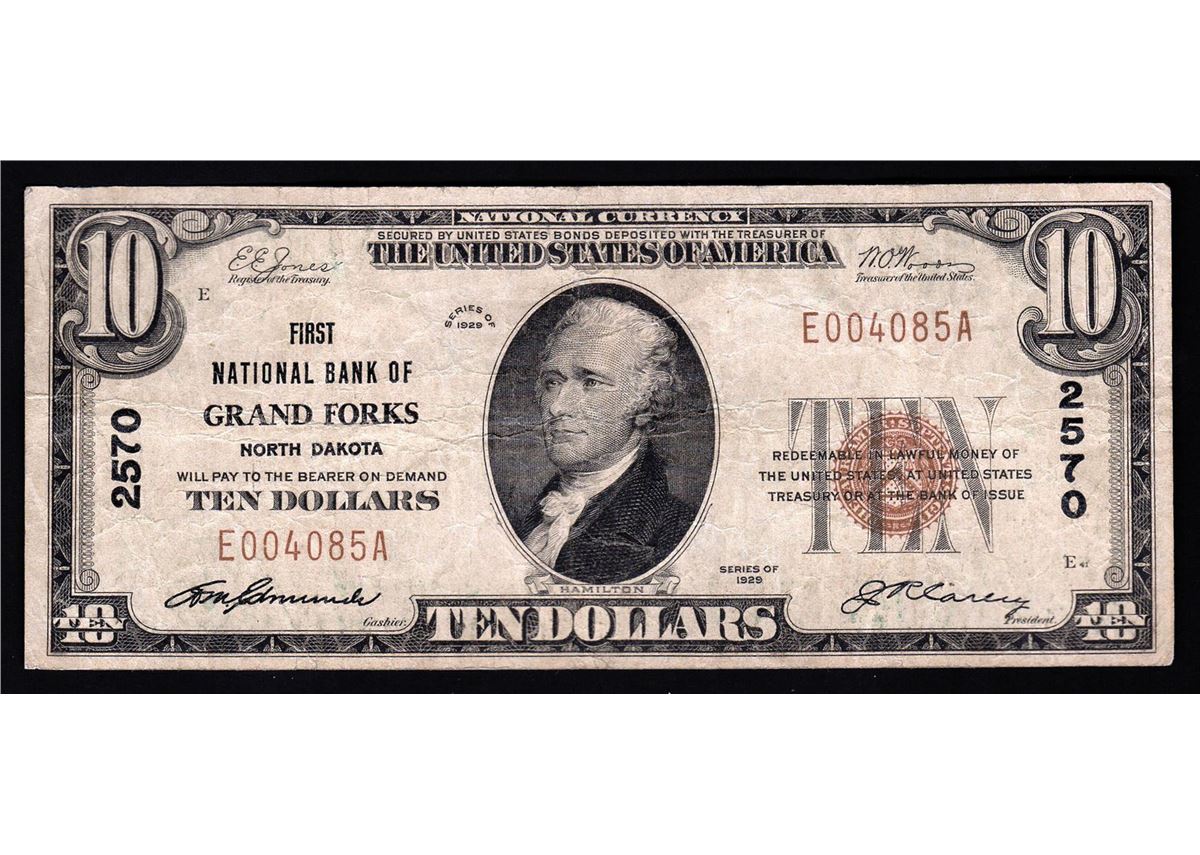 NATIONAL CURRENCY
SECURED BY UNITED STATES BONDS DEPOSITED WITH THE TREASURER OF
THE UNITED STATES OF AMERICA
10
10
E.E. Jones
Register of the Treasury.
W.O. Woods
Treasurer of the United States.
E
SERIES OF
1929
FIRST
NATIONAL BANK OF
GRAND FORKS
NORTH DAKOTA
WILL PAY TO THE BEARER ON DEMAND
TEN DOLLARS
E004085A
2570
E004085A
2570
TEN
REDEEMABLE IN LAWFUL MONEY OF
THE UNITED STATES, AT UNITED STATES
TREASURY OR AT THE BANK OF ISSUE
SERIES OF
1929
E
HAMILTON
Cashier.
President.
TEN 10
TEN DOLLARS
TEN 10